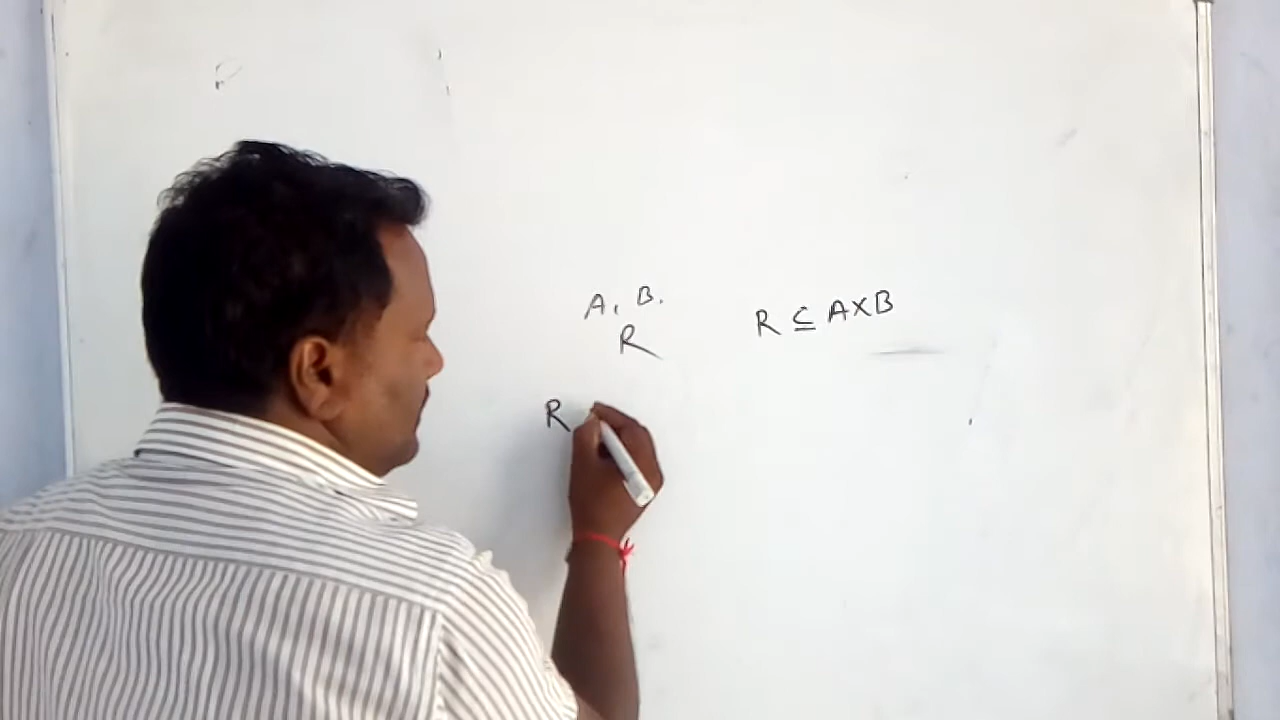 A, B.
R
R ⊆ A×B
R